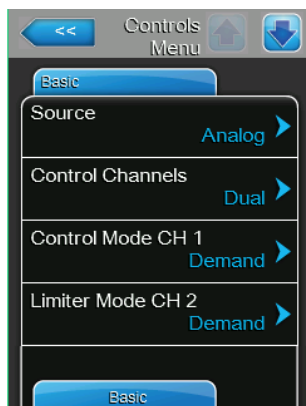 << Controls
Menu
Basic
Source
Analog
Control Channels
Dual
Control Mode CH 1
Demand
Limiter Mode CH 2
Demand
Basic